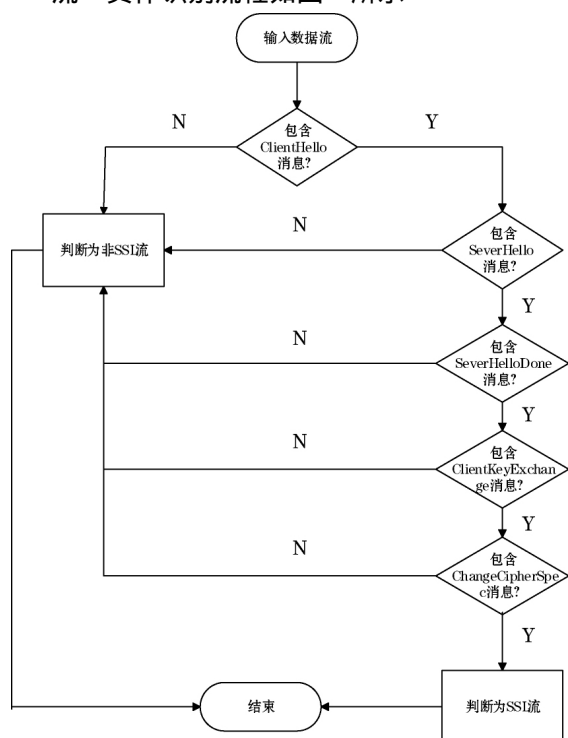 输入数据流
N
包含
ClientHello
消息?
Y
判断为非SSL流
N
包含
SeverHello
消息?
Y
N
包含
SeverHelloDone
消息?
Y
N
包含
ClientKeyExchan
ge消息?
Y
N
包含
ChangeCipherSpe
c消息?
Y
结束
判断为SSL流